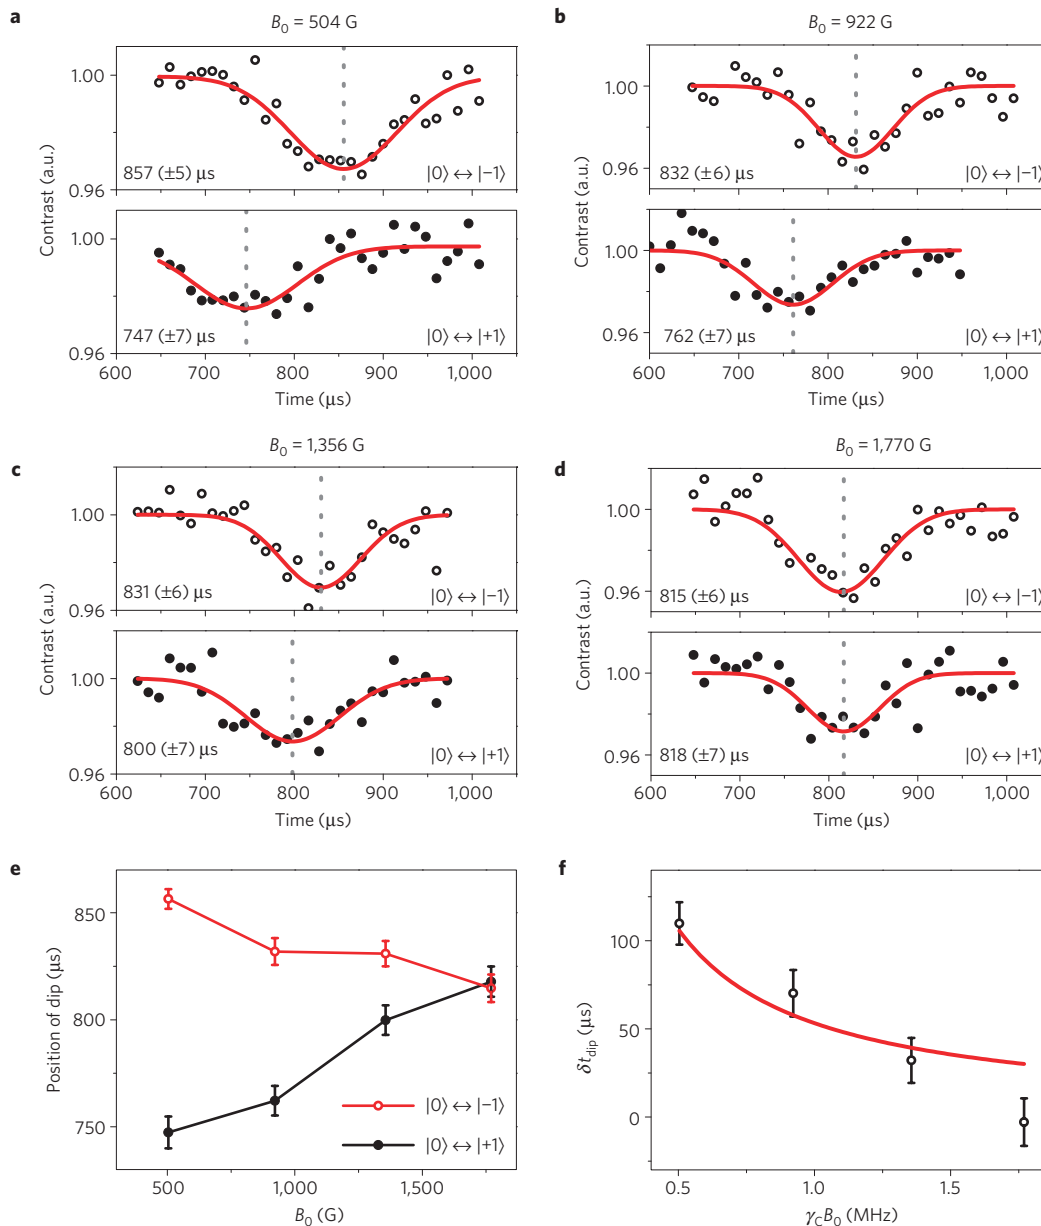 a
B₀ = 504 G
1.00
0.96
857 (±5) μs
|0⟩ ↔ |−1⟩
Contrast (a.u.)
1.00
0.96
747 (±7) μs
|0⟩ ↔ |+1⟩
600 700 800 900 1,000
Time (μs)
b
B₀ = 922 G
1.00
0.96
832 (±6) μs
|0⟩ ↔ |−1⟩
Contrast (a.u.)
1.00
0.96
762 (±7) μs
|0⟩ ↔ |+1⟩
600 700 800 900 1,000
Time (μs)
c
B₀ = 1,356 G
1.00
0.96
831 (±6) μs
|0⟩ ↔ |−1⟩
Contrast (a.u.)
1.00
0.96
800 (±7) μs
|0⟩ ↔ |+1⟩
600 700 800 900 1,000
Time (μs)
d
B₀ = 1,770 G
1.00
0.96
815 (±6) μs
|0⟩ ↔ |−1⟩
Contrast (a.u.)
1.00
0.96
818 (±7) μs
|0⟩ ↔ |+1⟩
600 700 800 900 1,000
Time (μs)
e
Position of dip (μs)
850
800
750
|0⟩ ↔ |−1⟩
|0⟩ ↔ |+1⟩
500 1,000 1,500
B₀ (G)
f
δt_dip (μs)
100
50
0
0.5 1.0 1.5
γ_CB₀ (MHz)